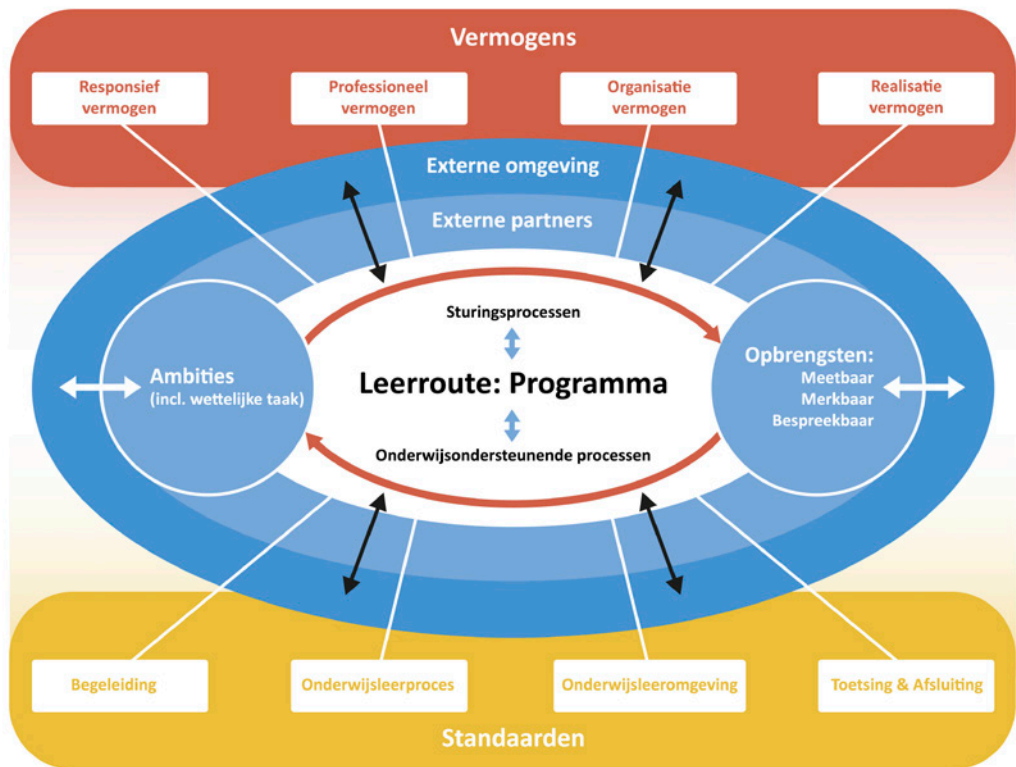 Vermogens
Responsief
vermogen
Professioneel
vermogen
Organisatie
vermogen
Realisatie
vermogen
Externe omgeving
Externe partners
Sturingsprocessen
Ambities
(incl. wettelijke taak)
Leerroute: Programma
Opbrengsten:
Meetbaar
Merkbaar
Bespreekbaar
Onderwijsondersteunende processen
Begeleiding
Onderwijsleerproces
Onderwijsleeromgeving
Toetsing & Afsluiting
Standaarden